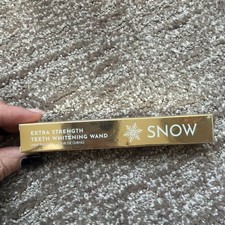 EXTRA STRENGTH
TEETH WHITENING WAND
SNOW